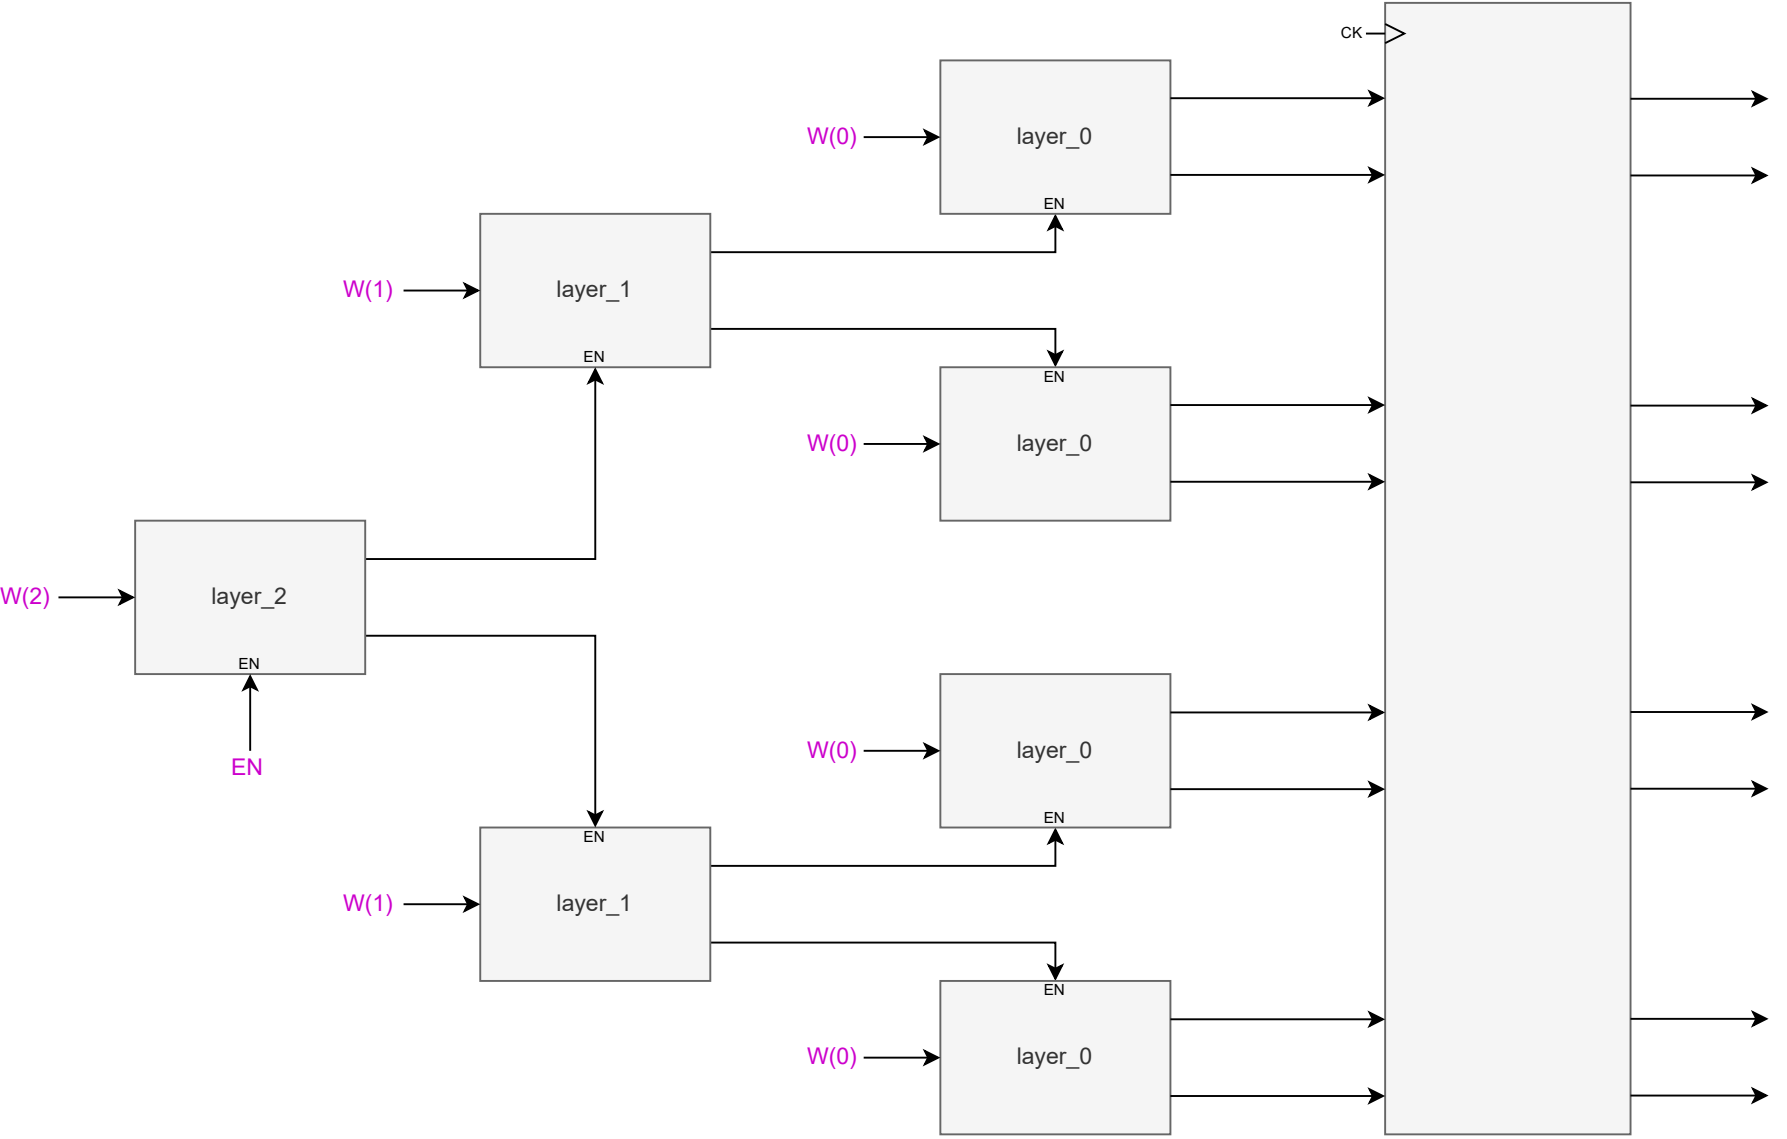 CK
W(0)
layer_0
EN
W(1)
layer_1
EN
EN
W(0)
layer_0
W(2)
layer_2
EN
EN
W(0)
layer_0
EN
EN
W(1)
layer_1
EN
W(0)
layer_0